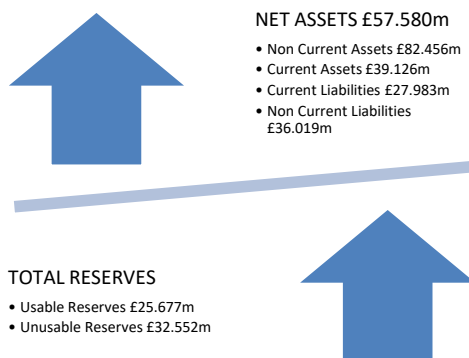 NET ASSETS £57.580m
• Non Current Assets £82.456m
• Current Assets £39.126m
• Current Liabilities £27.983m
• Non Current Liabilities
£36.019m
TOTAL RESERVES
• Usable Reserves £25.677m
• Unusable Reserves £32.552m